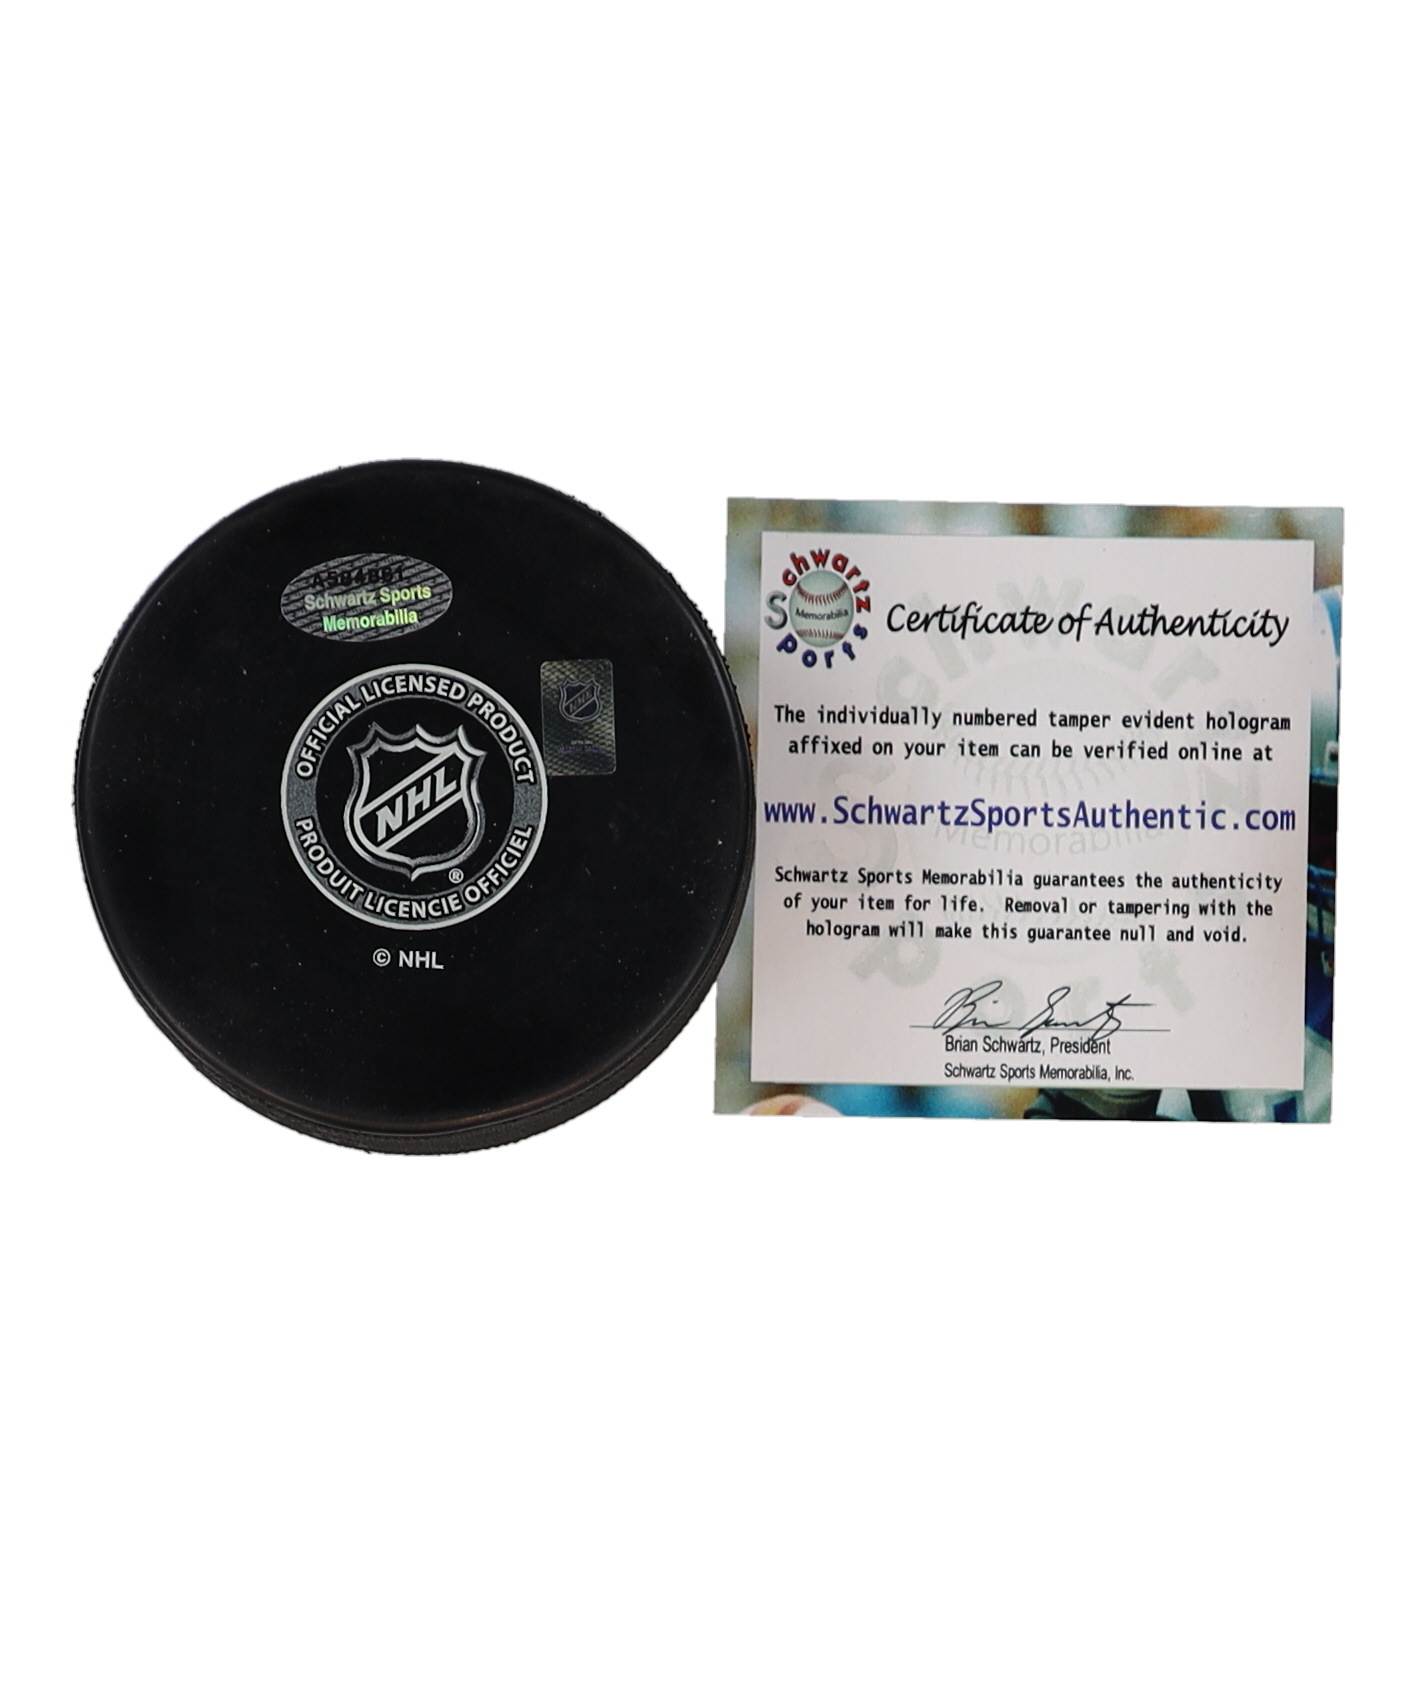 Schwartz Sports
Memorabilia
OFFICIAL LICENSED PRODUCT
NHL
®
PRODUIT LICENCIE OFFICIEL
© NHL
NHL
Schwartz
Memorabilia
Sports
Certificate of Authenticity
The individually numbered tamper evident hologram
affixed on your item can be verified online at
www.SchwartzSportsAuthentic.com
Schwartz Sports Memorabilia guarantees the authenticity
of your item for life. Removal or tampering with the
hologram will make this guarantee null and void.
Brian Schwartz, President
Schwartz Sports Memorabilia, Inc.